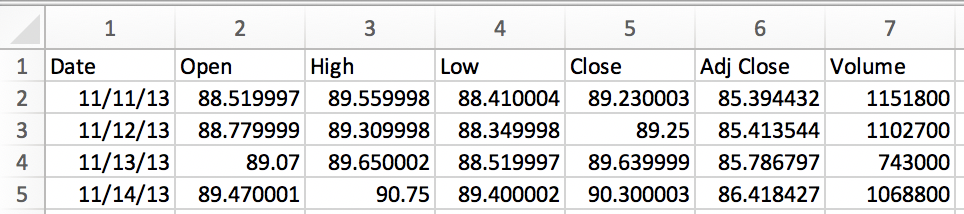 1 2 3 4 5 6 7
1 Date Open High Low Close Adj Close Volume
2 11/11/13 88.519997 89.559998 88.410004 89.230003 85.394432 1151800
3 11/12/13 88.779999 89.309998 88.349998 89.25 85.413544 1102700
4 11/13/13 89.07 89.650002 88.519997 89.639999 85.786797 743000
5 11/14/13 89.470001 90.75 89.400002 90.300003 86.418427 1068800